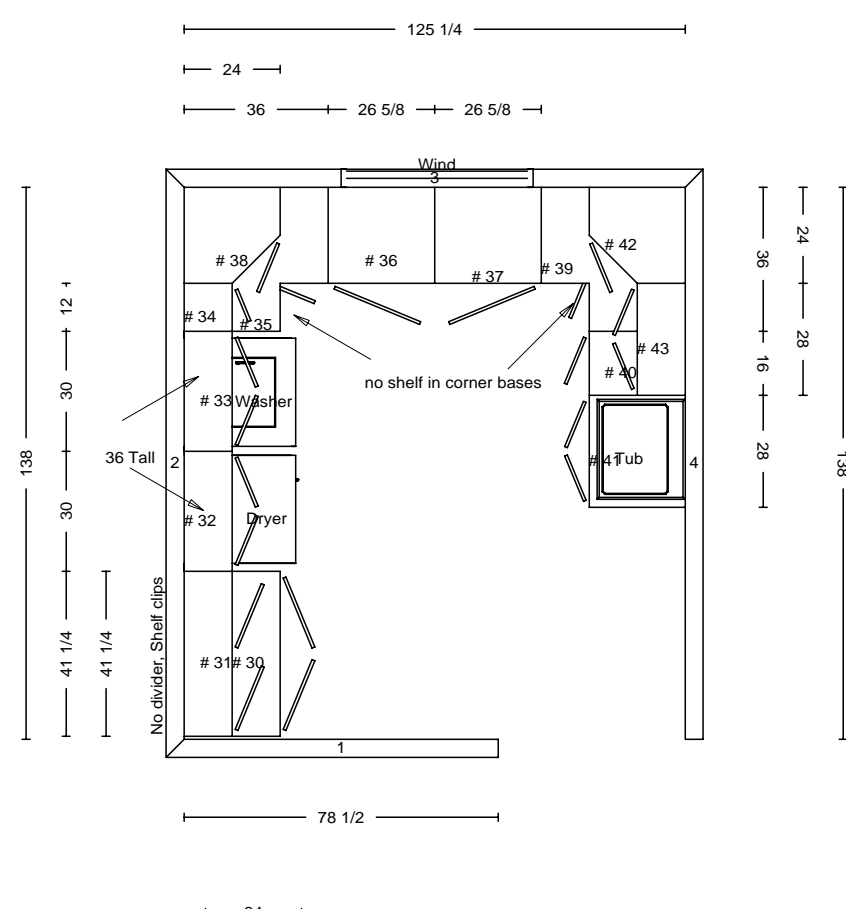 125 1/4
24
36 26 5/8 26 5/8
Wind
3
# 38 # 36 # 37 # 39 # 42
# 34 # 35
# 43
# 40
no shelf in corner bases
# 33 Washer
36 Tall
2
# 41 Tub
4
# 32 Dryer
# 31 # 30
No divider, Shelf clips
1
138
12
30
30
41 1/4
41 1/4
36
16
28
24
28
138
78 1/2